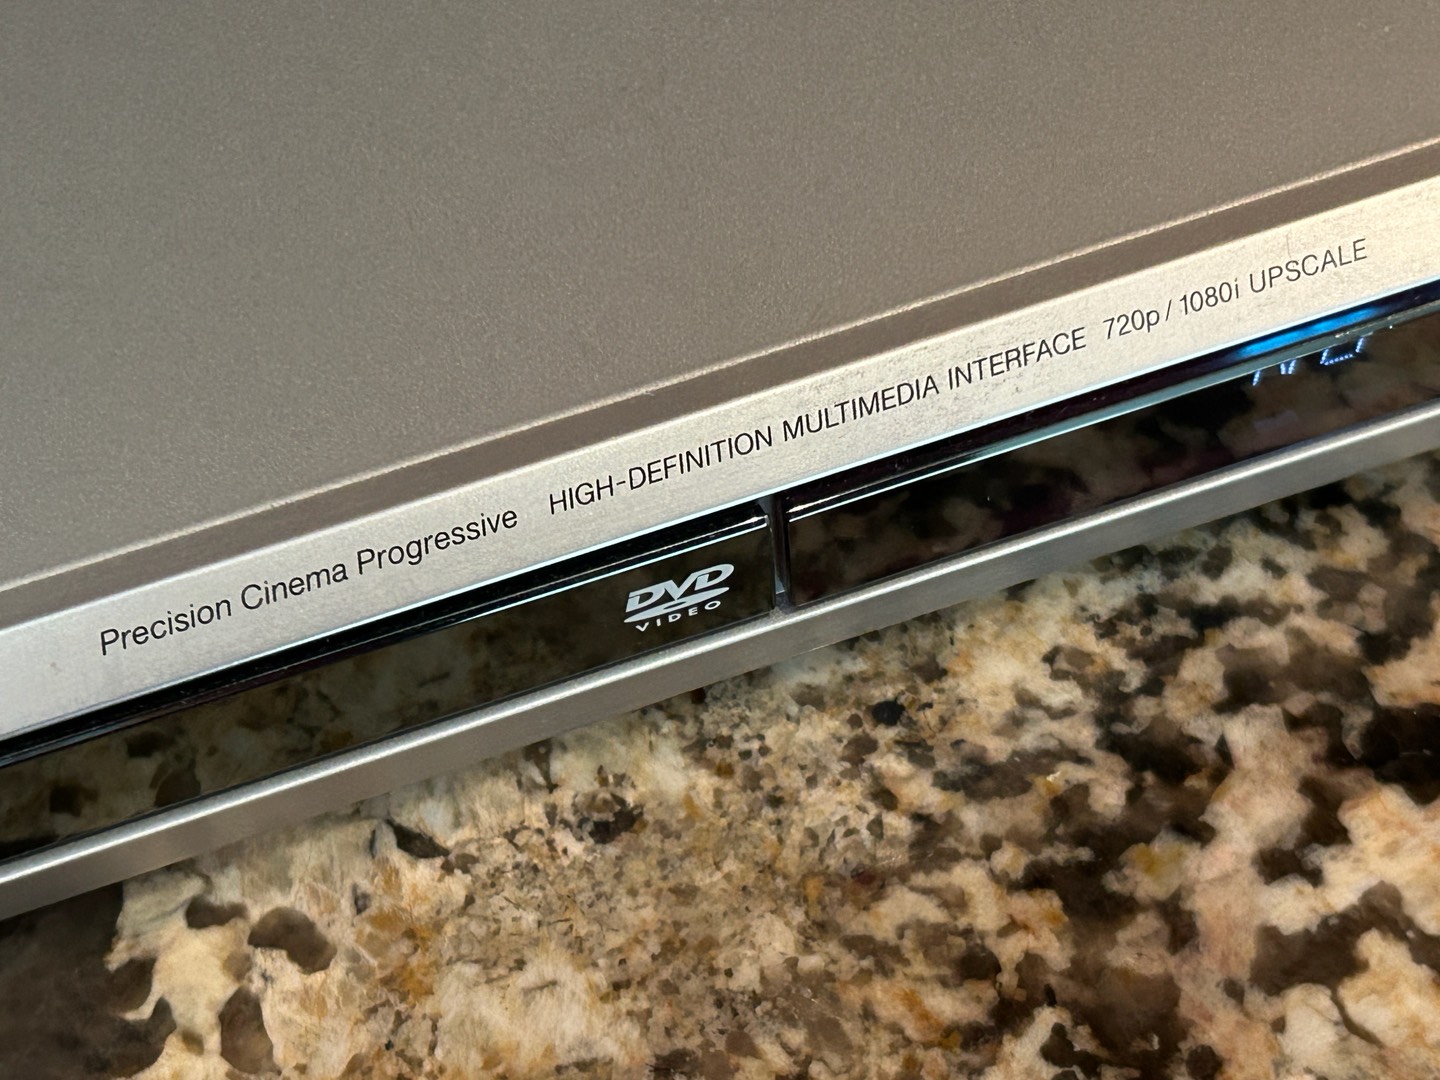 Precision Cinema Progressive HIGH-DEFINITION MULTIMEDIA INTERFACE 720p / 1080i UPSCALE
DVD
VIDEO